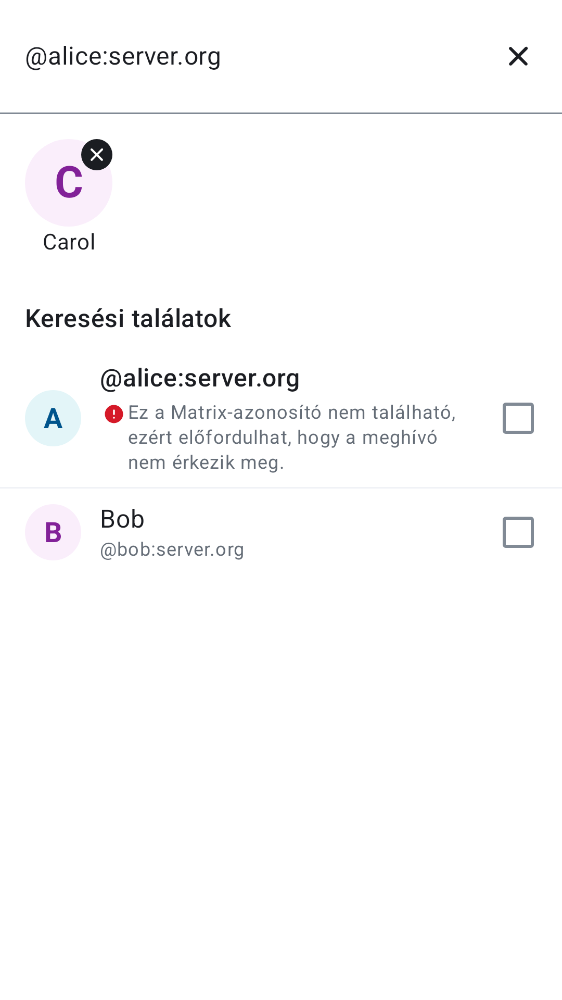 @alice:server.org
C
Carol
Keresési találatok
A
@alice:server.org
Ez a Matrix-azonosító nem található,
ezért előfordulhat, hogy a meghívó
nem érkezik meg.
B
Bob
@bob:server.org